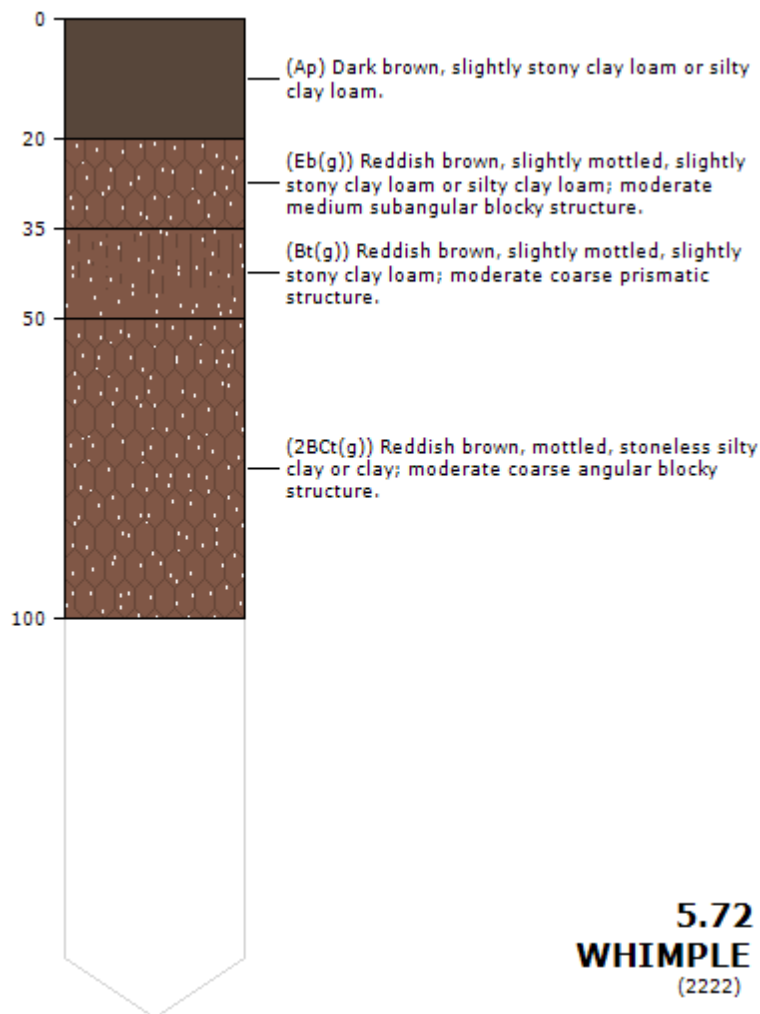 0
(Ap) Dark brown, slightly stony clay loam or silty
clay loam.
20
(Eb(g)) Reddish brown, slightly mottled, slightly
stony clay loam or silty clay loam; moderate
medium subangular blocky structure.
35
(Bt(g)) Reddish brown, slightly mottled, slightly
stony clay loam; moderate coarse prismatic
structure.
50
(2BCt(g)) Reddish brown, mottled, stoneless silty
clay or clay; moderate coarse angular blocky
structure.
100
5.72
WHIMPLE
(2222)